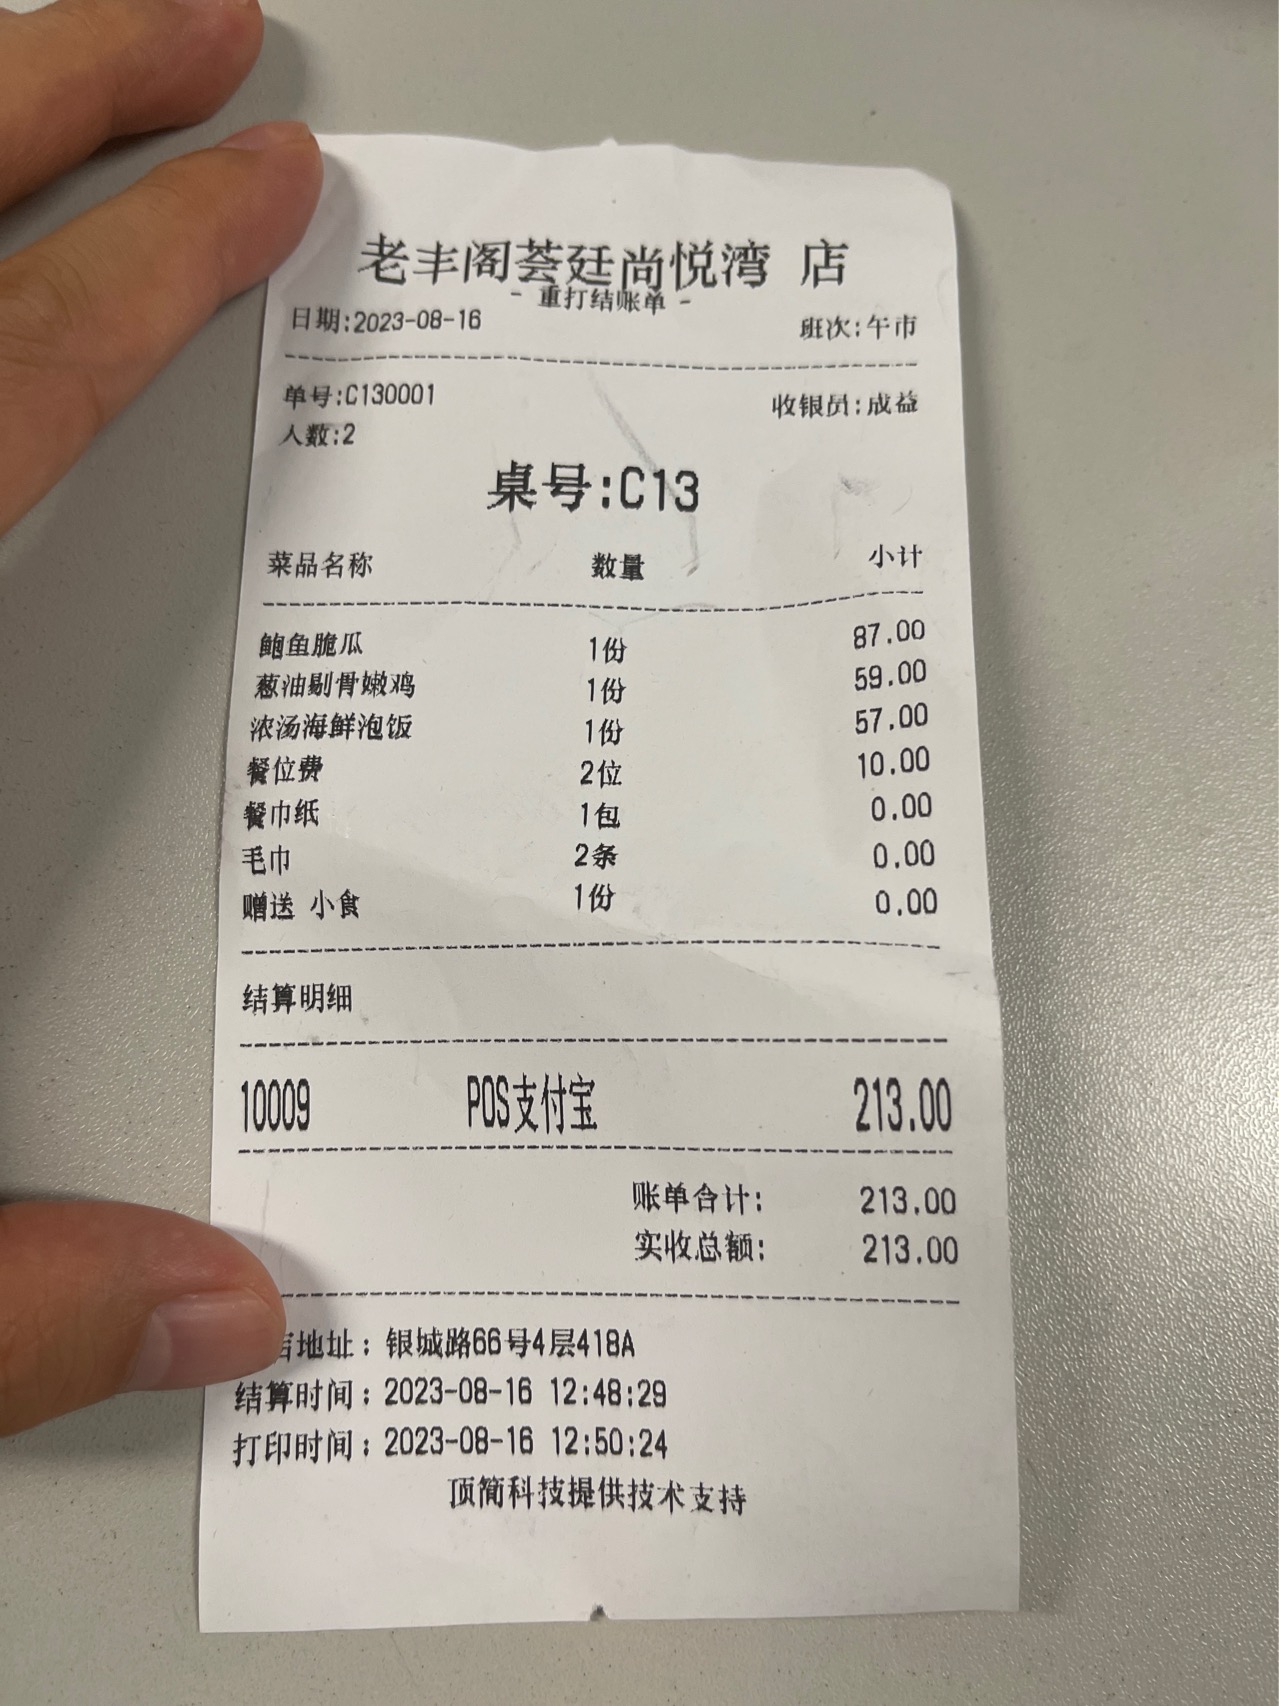 老丰阁荟廷尚悦湾 店
- 重打结账单 -
日期:2023-08-16 班次:午市
单号:C130001 收银员:成益
人数:2
桌号:C13
菜品名称 数量 小计
鲍鱼脆瓜 1份 87.00
葱油剔骨嫩鸡 1份 59.00
浓汤海鲜泡饭 1份 57.00
餐位费 2位 10.00
餐巾纸 1包 0.00
毛巾 2条 0.00
赠送 小食 1份 0.00
结算明细
10009 POS支付宝 213.00
账单合计: 213.00
实收总额: 213.00
地址：银城路66号4层418A
结算时间：2023-08-16 12:48:29
打印时间：2023-08-16 12:50:24
顶简科技提供技术支持